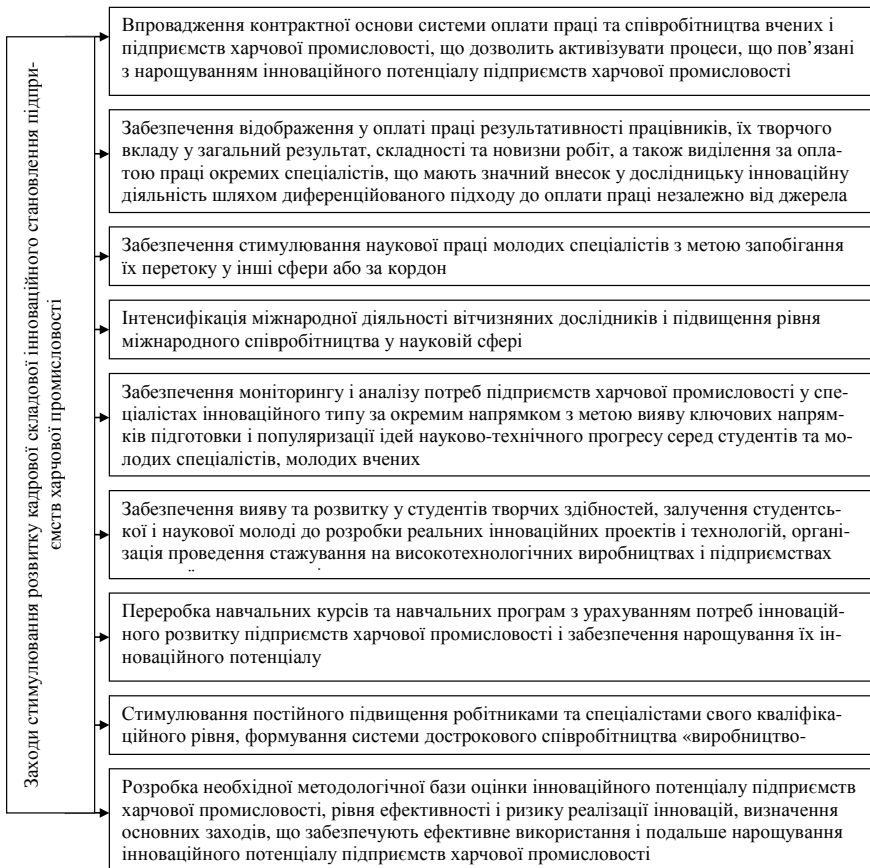 Заходи стимулювання розвитку кадрової складової інноваційного становлення підпри-
ємств харчової промисловості
Впровадження контрактної основи системи оплати праці та співробітництва вчених і
підприємств харчової промисловості, що дозволить активізувати процеси, що пов’язані
з нарощуванням інноваційного потенціалу підприємств харчової промисловості
Забезпечення відображення у оплаті праці результативності працівників, їх творчого
вкладу у загальний результат, складності та новизни робіт, а також виділення за опла-
тою праці окремих спеціалістів, що мають значний внесок у дослідницьку інноваційну
діяльність шляхом диференційованого підходу до оплати праці незалежно від джерела
Забезпечення стимулювання наукової праці молодих спеціалістів з метою запобігання
їх перетоку у інші сфери або за кордон
Інтенсифікація міжнародної діяльності вітчизняних дослідників і підвищення рівня
міжнародного співробітництва у науковій сфері
Забезпечення моніторингу і аналізу потреб підприємств харчової промисловості у спе-
ціалістах інноваційного типу за окремим напрямком з метою вияву ключових напрям-
ків підготовки і популяризації ідей науково-технічного прогресу серед студентів та мо-
лодих спеціалістів, молодих вчених
Забезпечення вияву та розвитку у студентів творчих здібностей, залучення студентсь-
кої і наукової молоді до розробки реальних інноваційних проектів і технологій, органі-
зація проведення стажування на високотехнологічних виробництвах і підприємствах
Переробка навчальних курсів та навчальних програм з урахуванням потреб інновацій-
ного розвитку підприємств харчової промисловості і забезпечення нарощування їх ін-
новаційного потенціалу
Стимулювання постійного підвищення робітниками та спеціалістами свого кваліфіка-
ційного рівня, формування системи дострокового співробітництва «виробництво-
Розробка необхідної методологічної бази оцінки інноваційного потенціалу підприємств
харчової промисловості, рівня ефективності і ризику реалізації інновацій, визначення
основних заходів, що забезпечують ефективне використання і подальше нарощування
інноваційного потенціалу підприємств харчової промисловості